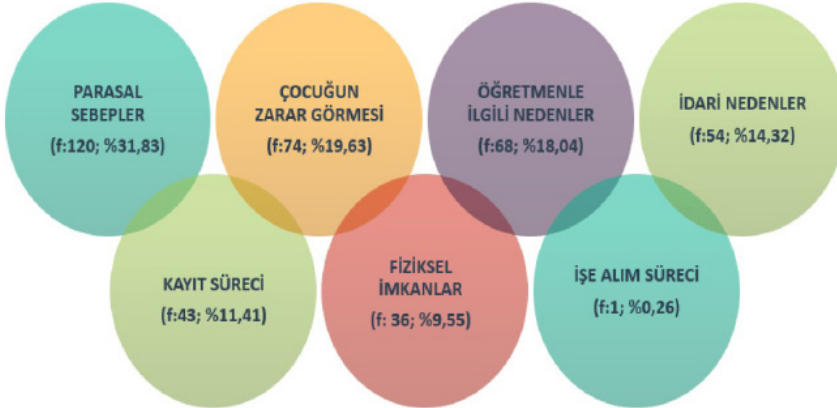 PARASAL
SEBEPLER
(f:120; %31,83)
ÇOCUĞUN
ZARAR GÖRMESİ
(f:74; %19,63)
ÖĞRETMENLE
İLGİLİ NEDENLER
(f:68; %18,04)
İDARİ NEDENLER
(f:54; %14,32)
KAYIT SÜRECİ
(f:43; %11,41)
FİZİKSEL
İMKANLAR
(f: 36; %9,55)
İŞE ALIM SÜRECİ
(f:1; %0,26)